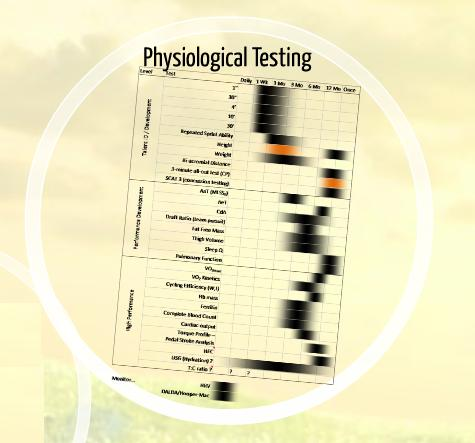 Physiological Testing
Level Test Daily 1 Wk 1 Mo 3 Mo 6 Mo 12 Mo Once
Talent ID / Development
1"
30"
4'
10'
30'
Repeated Sprint Ability
Height
Weight
Bi-acromial Distance
3-minute all-out test (CP)
SCAT 3 (concussion testing)
Performance Development
AnT (MLSSw)
AeT
CdA
Draft Ratio (team pursuit)
Fat Free Mass
Thigh Volume
Sleep Q
Pulmonary Function
High Performance
VO2max
VO2 Kinetics
Cycling Efficiency (W,I)
Hb mass
Ferritin
Complete Blood Count
Cardiac output
Torque Profile -
Pedal Stroke Analysis
HFC
USG (Hydration) ?
T:C ratio ? ? ?
Monitor...
HRV
DALDA/Hooper-Mac